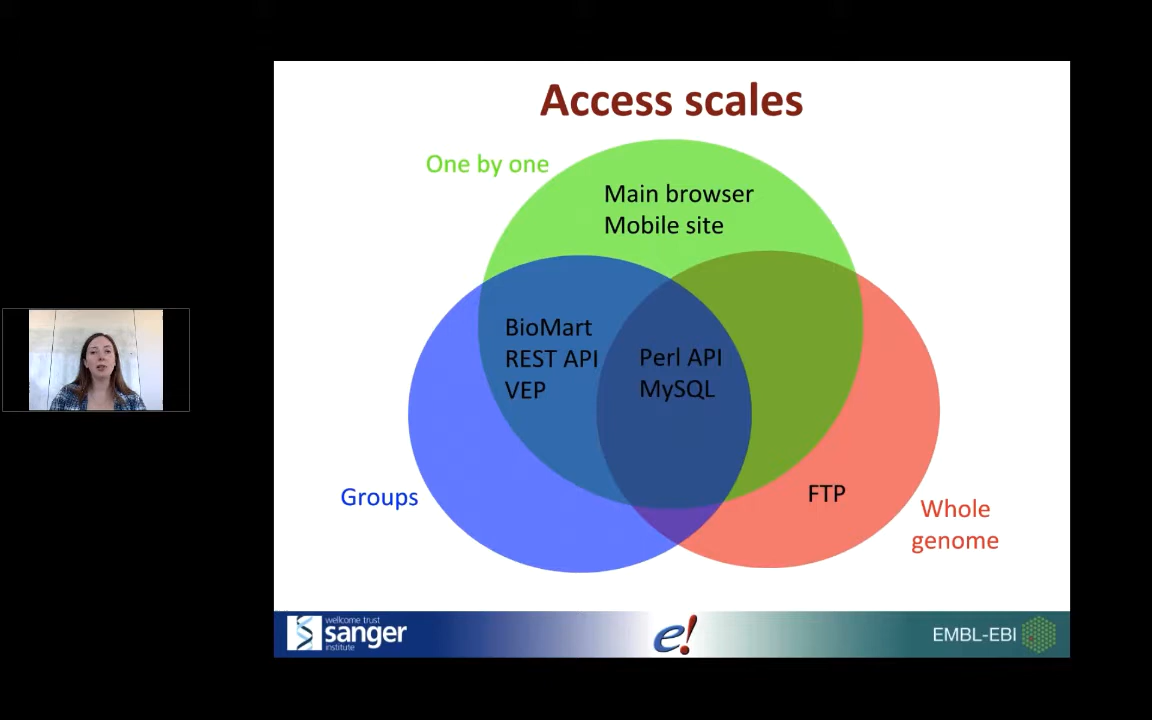 Access scales
One by one
Main browser
Mobile site
BioMart
REST API
VEP
Perl API
MySQL
Groups
FTP
Whole
genome
wellcome trust
sanger
institute
e!
EMBL-EBI